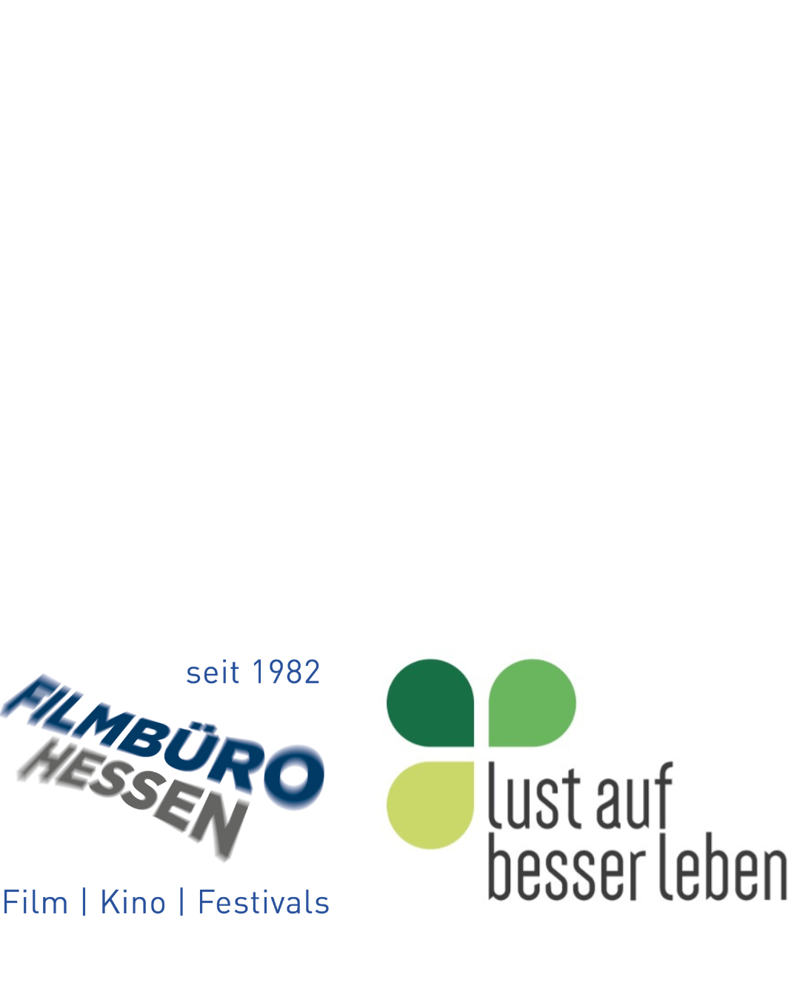 seit 1982
FILMBÜRO
HESSEN
Film | Kino | Festivals
lust auf
besser leben